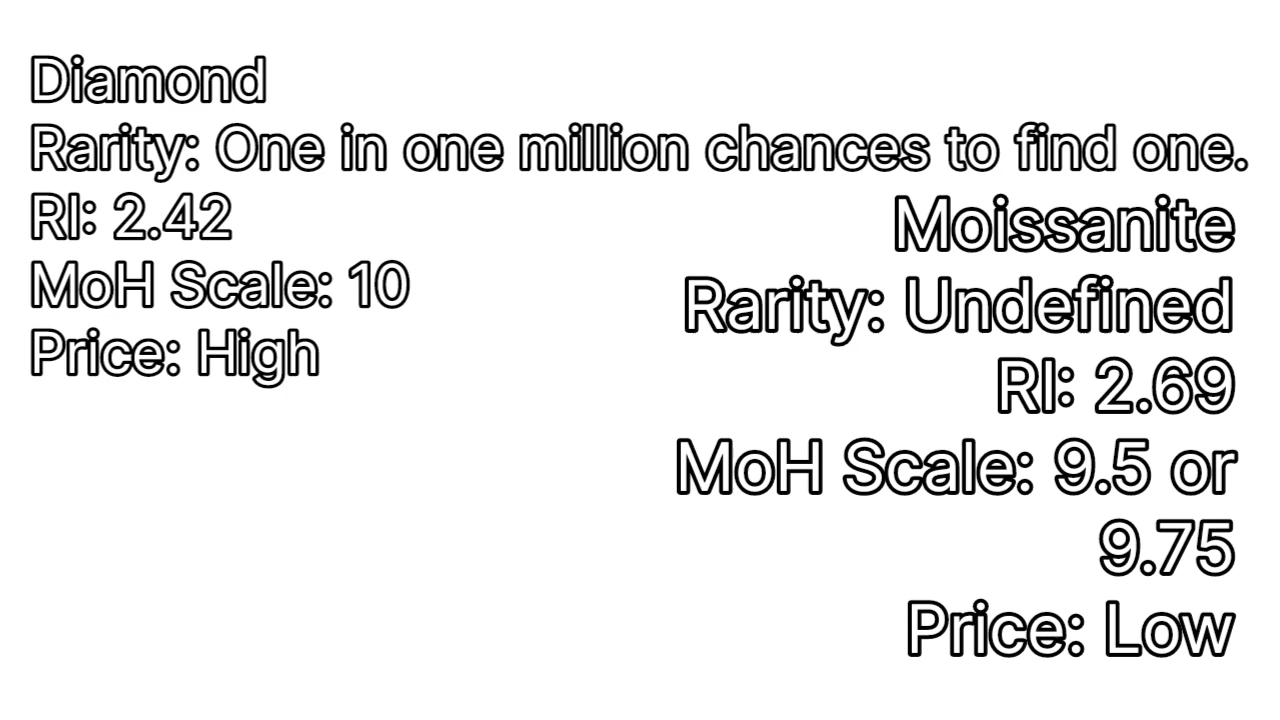 Diamond
Rarity: One in one million chances to find one.
RI: 2.42
MoH Scale: 10
Price: High
Moissanite
Rarity: Undefined
RI: 2.69
MoH Scale: 9.5 or
9.75
Price: Low